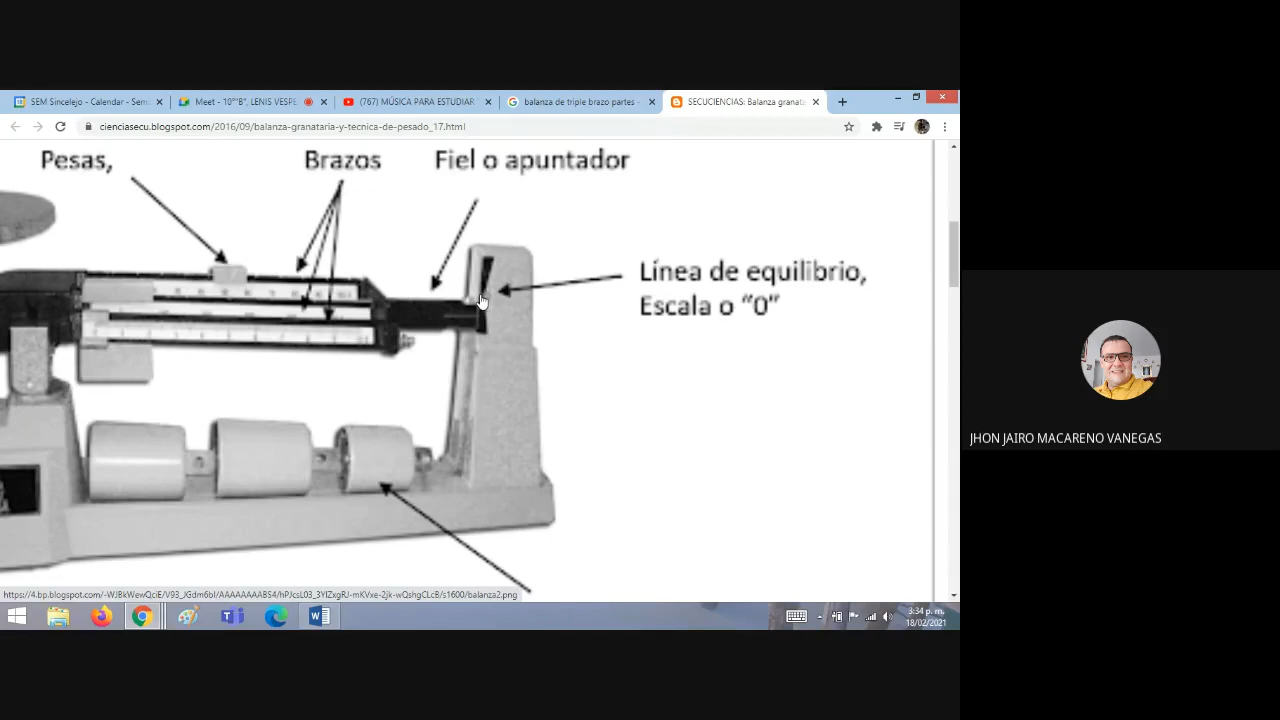 SEM Sincelejo - Calendar - Sem
Meet - 10°°B LENIS VESPE
(767) MÚSICA PARA ESTUDIAR
balanza de triple brazo partes -
SECUCIENCIAS: Balanza granata
cienciasecu.blogspot.com/2016/09/balanza-granataria-y-tecnica-de-pesado_17.html
Pesas,
Brazos
Fiel o apuntador
Línea de equilibrio,
Escala o "0"
JHON JAIRO MACARENO VANEGAS
3:34 p. m.
18/02/2021